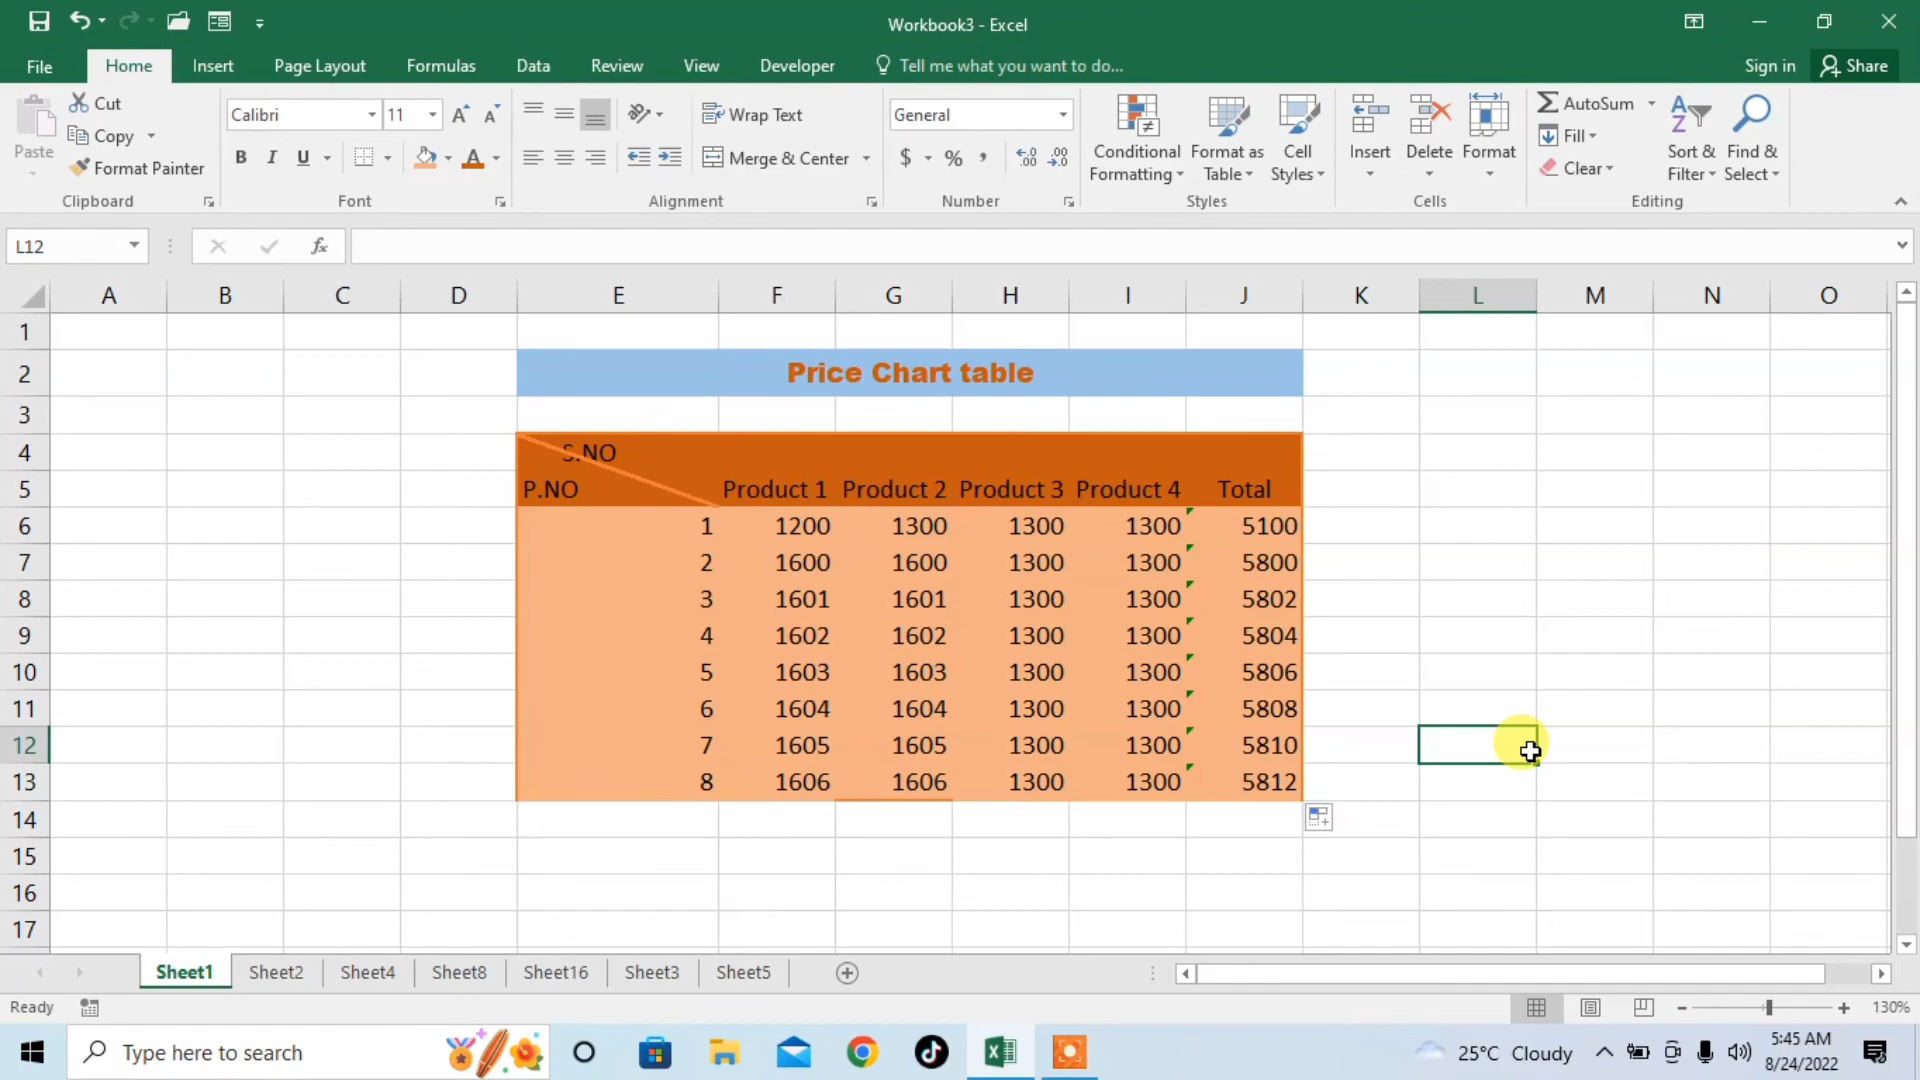 Workbook3 - Excel
File Home Insert Page Layout Formulas Data Review View Developer Tell me what you want to do... Sign in Share
Paste
Cut
Copy
Format Painter
Clipboard
Calibri 11
B I U A
Font
Wrap Text
Merge & Center
Alignment
General
$ % , .00 .0
Number
Conditional Formatting
Format as Table
Cell Styles
Styles
Insert Delete Format
Cells
AutoSum
Fill
Clear
Sort & Filter
Find & Select
Editing
L12 fx
A B C D E F G H I J K L M N O
1
2 Price Chart table
3
4 S.NO
5 P.NO Product 1 Product 2 Product 3 Product 4 Total
6 1 1200 1300 1300 1300 5100
7 2 1600 1600 1300 1300 5800
8 3 1601 1601 1300 1300 5802
9 4 1602 1602 1300 1300 5804
10 5 1603 1603 1300 1300 5806
11 6 1604 1604 1300 1300 5808
12 7 1605 1605 1300 1300 5810
13 8 1606 1606 1300 1300 5812
14
15
16
17
Sheet1 Sheet2 Sheet4 Sheet8 Sheet16 Sheet3 Sheet5
Ready 130%
Type here to search 25°C Cloudy 5:45 AM
8/24/2022